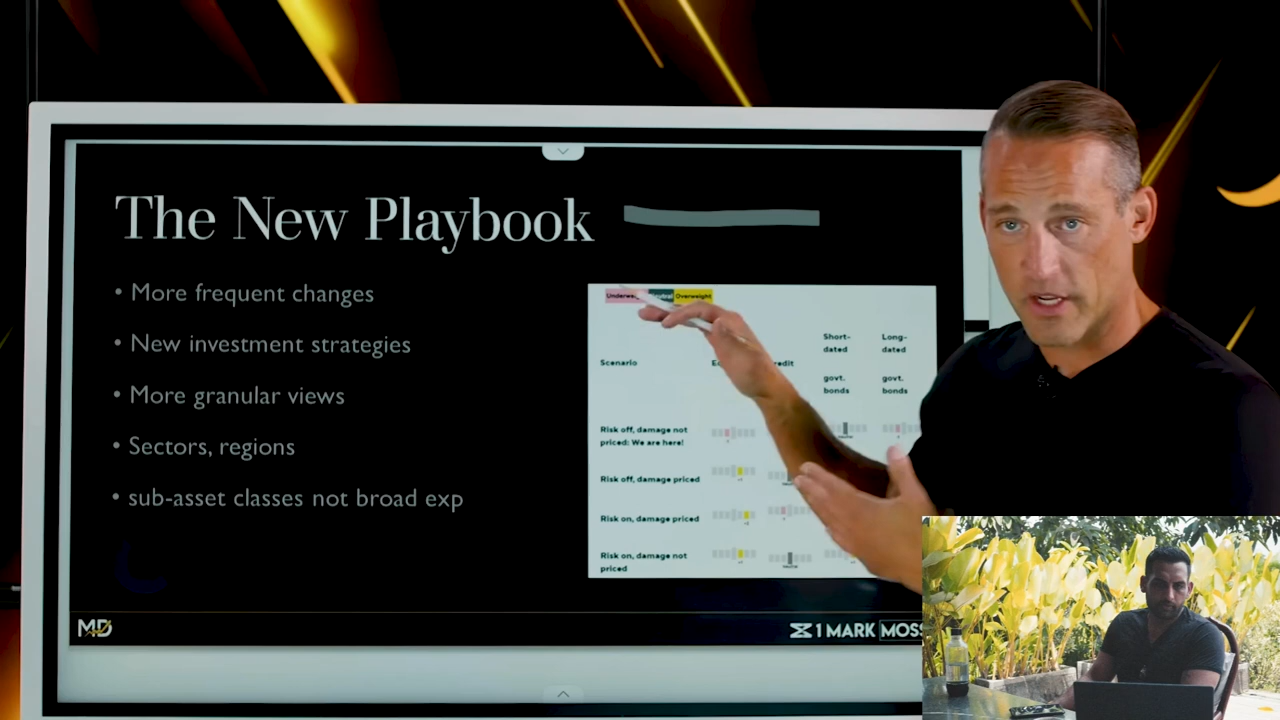 The New Playbook
• More frequent changes
• New investment strategies
• More granular views
• Sectors, regions
• sub-asset classes not broad exp
Overweight
Scenario
Short-
dated
govt.
bonds
Long-
dated
govt.
bonds
Risk off, damage not
priced: We are here!
Risk off, damage priced
Risk on, damage priced
Risk on, damage not
priced
MD
1 MARK MOSS